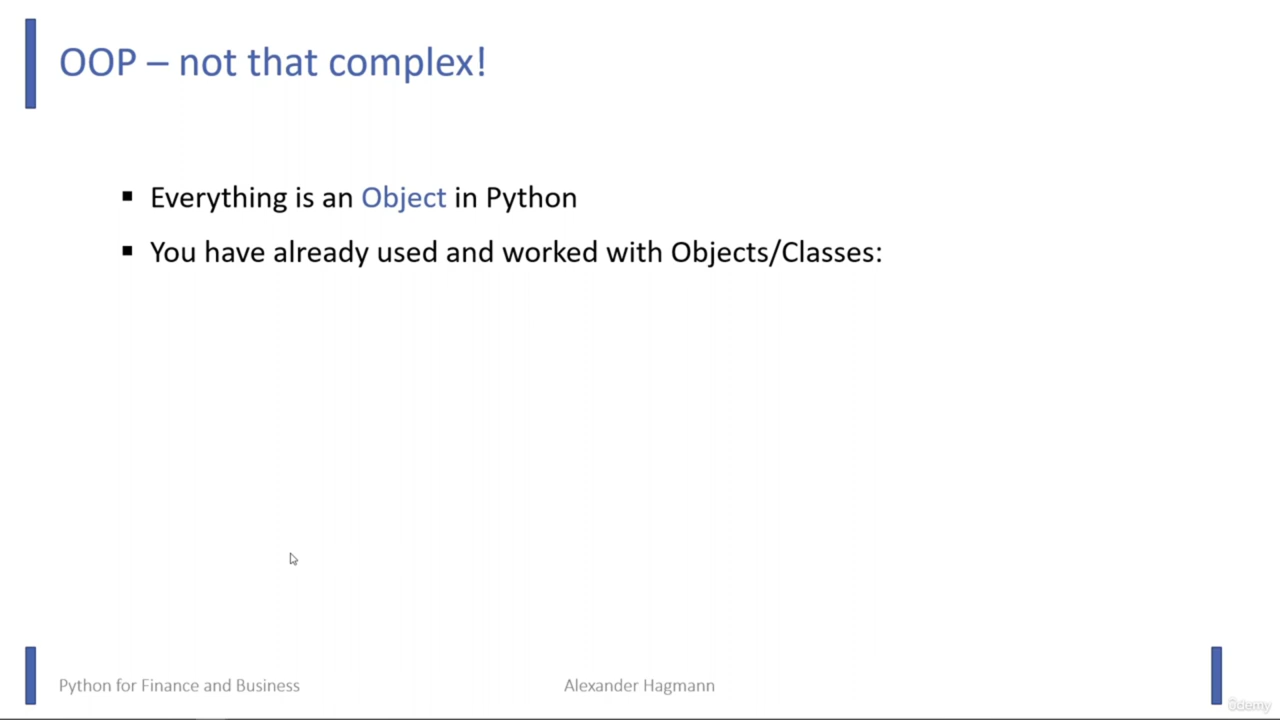 OOP – not that complex!
▪ Everything is an Object in Python
▪ You have already used and worked with Objects/Classes:
Python for Finance and Business
Alexander Hagmann
ûdemy